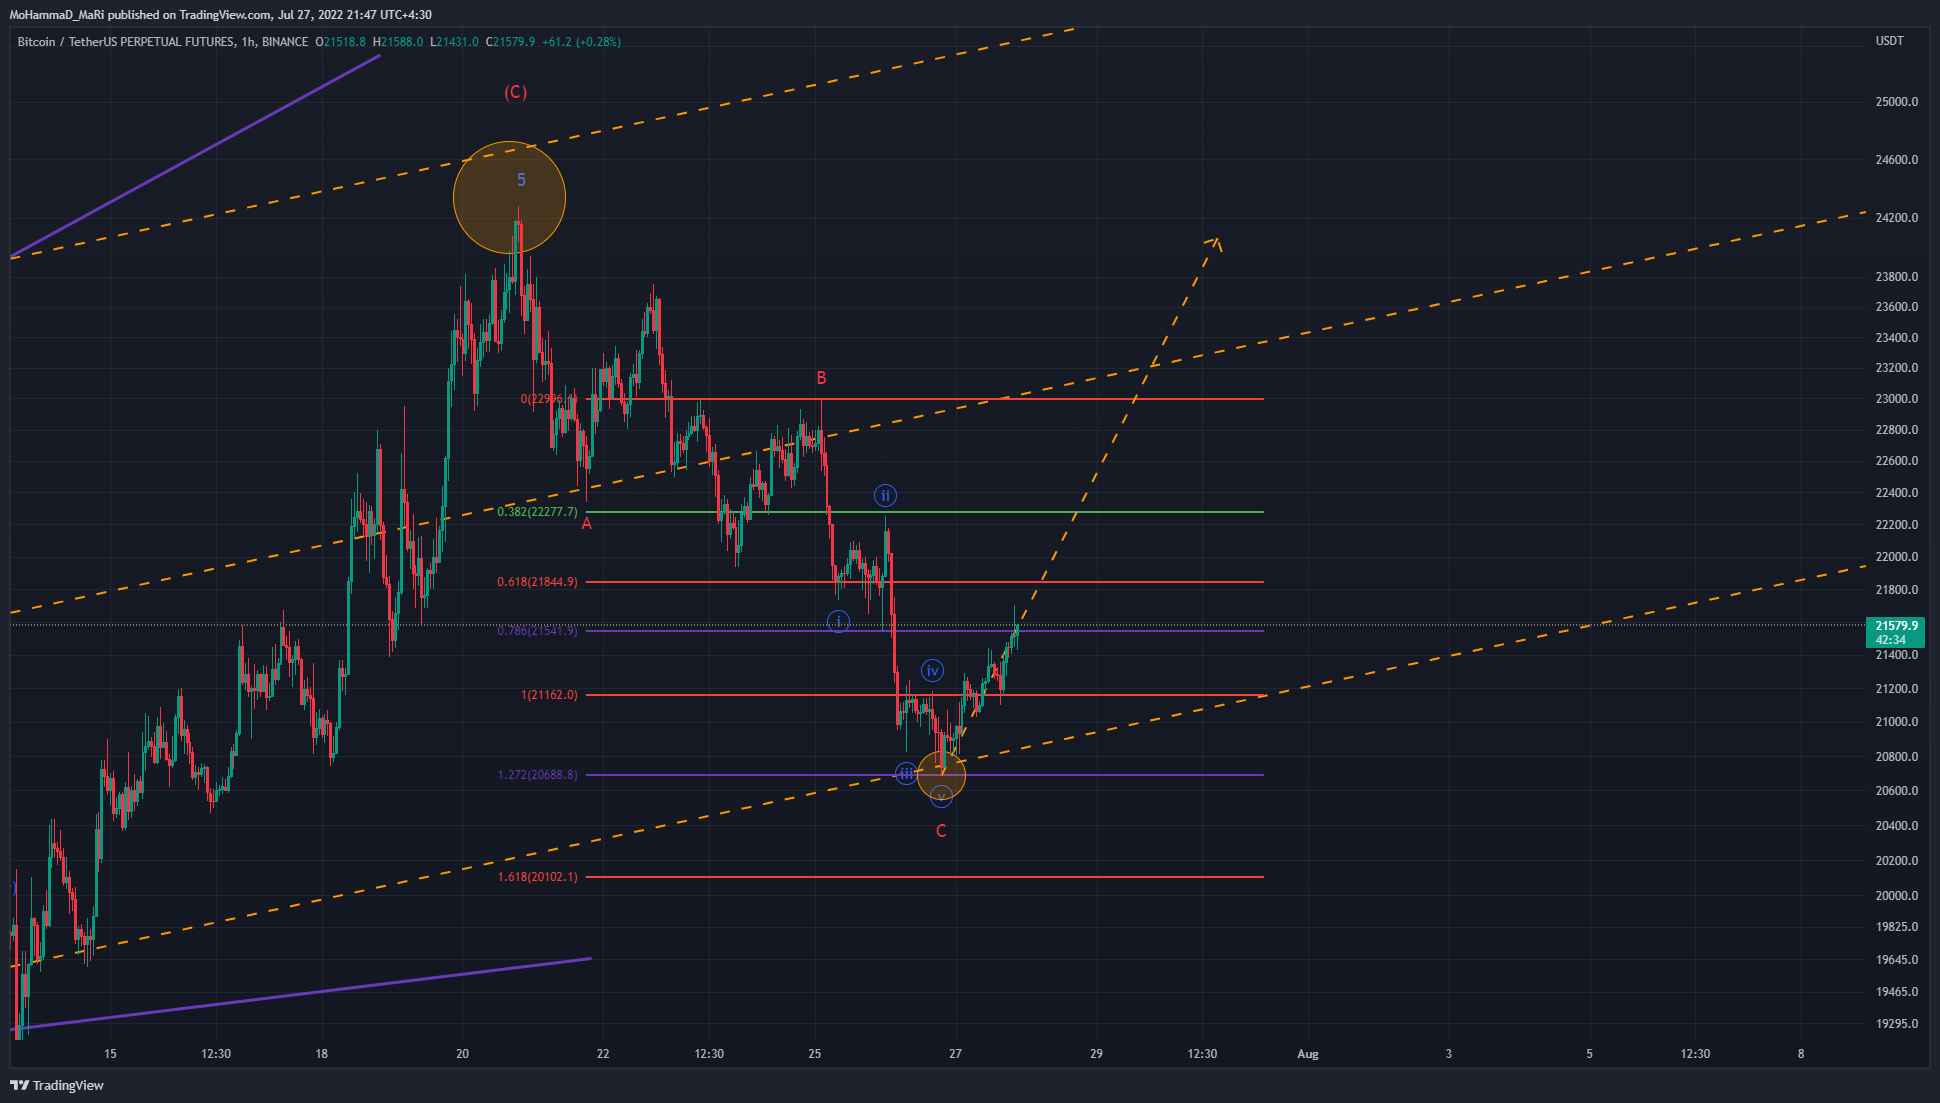 MoHammaD_MaRi published on TradingView.com, Jul 27, 2022 21:47 UTC+4:30
Bitcoin / TetherUS PERPETUAL FUTURES, 1h, BINANCE O21518.8 H21588.0 L21431.0 C21579.9 +61.2 (+0.28%)
USDT
(C)
5
25000.0
24600.0
24200.0
23800.0
23600.0
23400.0
23200.0
23000.0
22800.0
22600.0
22400.0
22200.0
22000.0
21800.0
21579.9
42:34
21400.0
21200.0
21000.0
20800.0
20600.0
20400.0
20200.0
20000.0
19825.0
19645.0
19465.0
19295.0
B
A
0.382(22277.7)
0.618(21844.9)
0.786(21541.9)
1(21162.0)
1.272(20688.8)
1.618(20102.1)
ii
i
iv
iii
v
C
15 12:30 18 20 22 12:30 25 27 29 12:30 Aug 3 5 12:30 8
TradingView